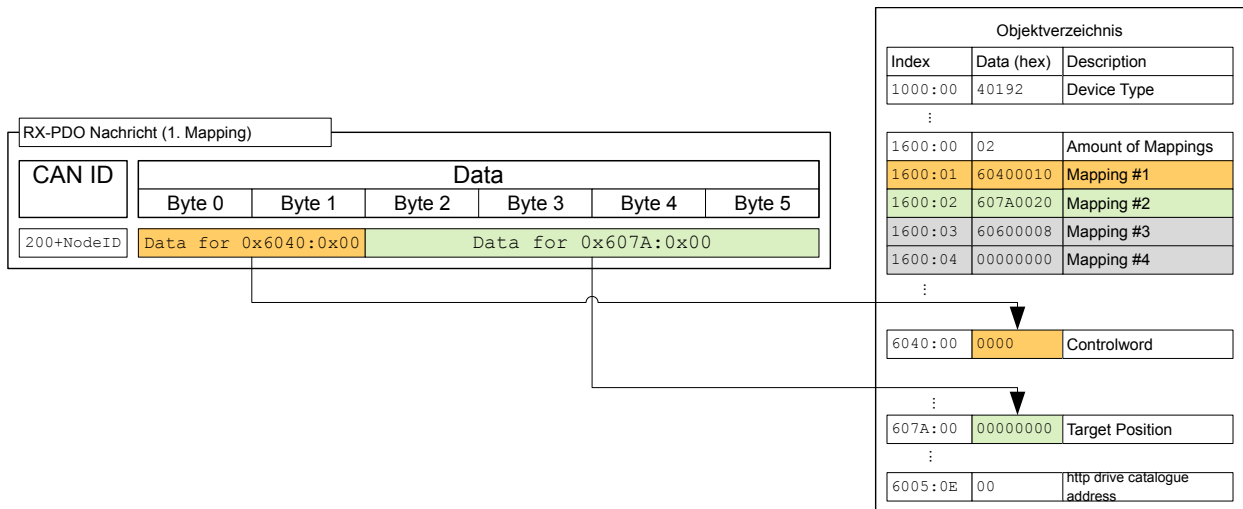 RX-PDO Nachricht (1. Mapping)
CAN ID Data
Byte 0 Byte 1 Byte 2 Byte 3 Byte 4 Byte 5
200+NodeID Data for 0x6040:0x00 Data for 0x607A:0x00
Objektverzeichnis
Index Data (hex) Description
1000:00 40192 Device Type
⋮
1600:00 02 Amount of Mappings
1600:01 60400010 Mapping #1
1600:02 607A0020 Mapping #2
1600:03 60600008 Mapping #3
1600:04 00000000 Mapping #4
⋮
6040:00 0000 Controlword
⋮
607A:00 00000000 Target Position
⋮
6005:0E 00 http drive catalogue
address